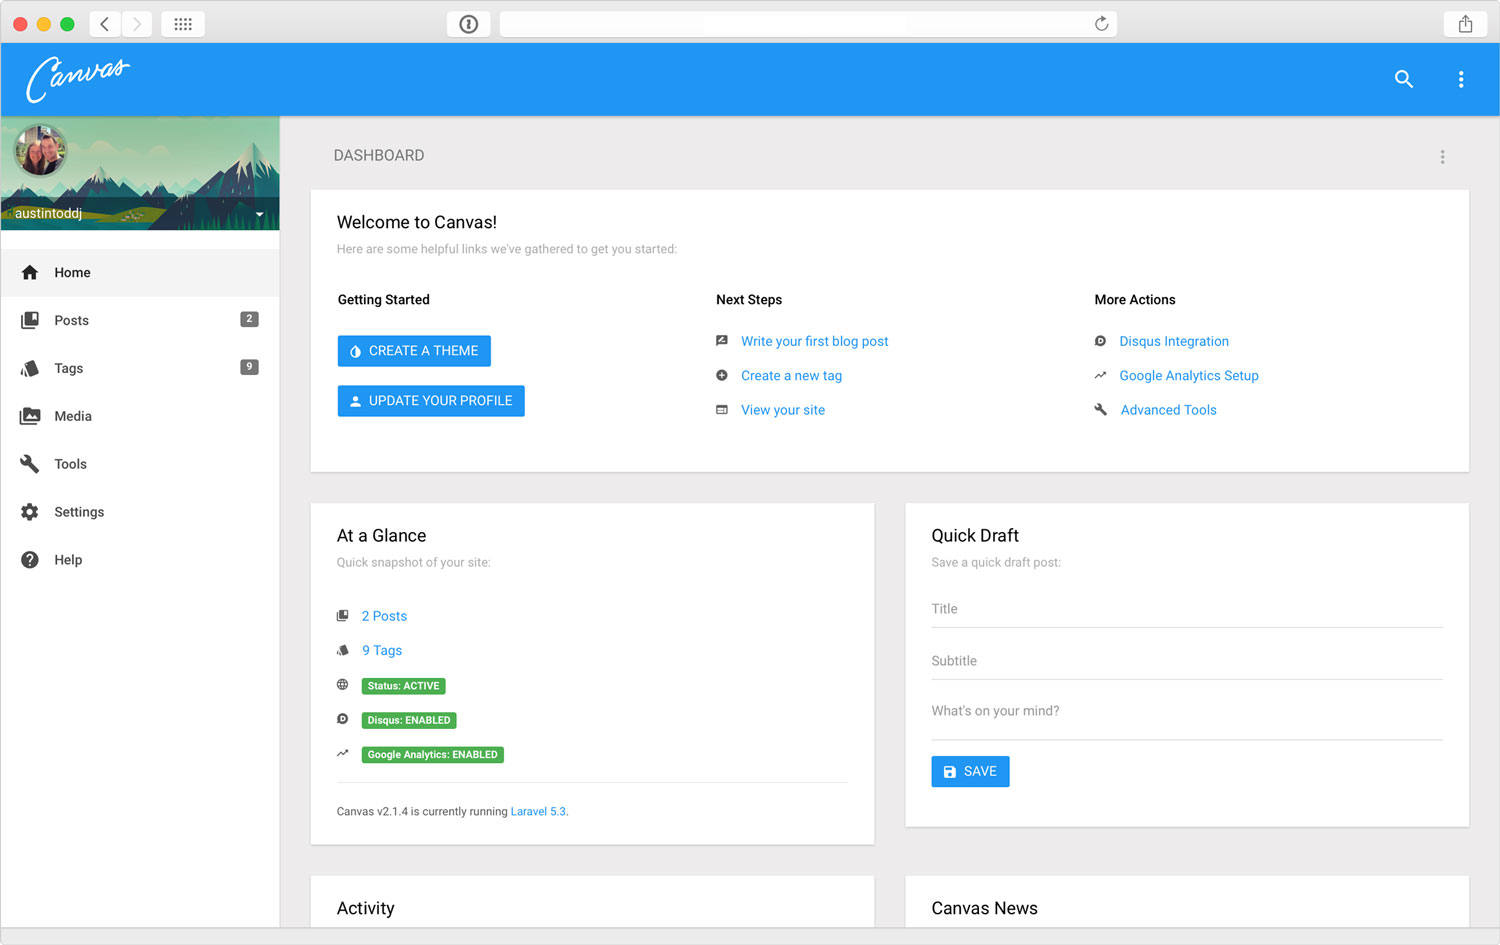 Canvas
austintoddj
Home
Posts 2
Tags 9
Media
Tools
Settings
Help
DASHBOARD
Welcome to Canvas!
Here are some helpful links we've gathered to get you started:
Getting Started
CREATE A THEME
UPDATE YOUR PROFILE
Next Steps
Write your first blog post
Create a new tag
View your site
More Actions
Disqus Integration
Google Analytics Setup
Advanced Tools
At a Glance
Quick snapshot of your site:
2 Posts
9 Tags
Status: ACTIVE
Disqus: ENABLED
Google Analytics: ENABLED
Canvas v2.1.4 is currently running Laravel 5.3.
Quick Draft
Save a quick draft post:
Title
Subtitle
What's on your mind?
SAVE
Activity
Canvas News